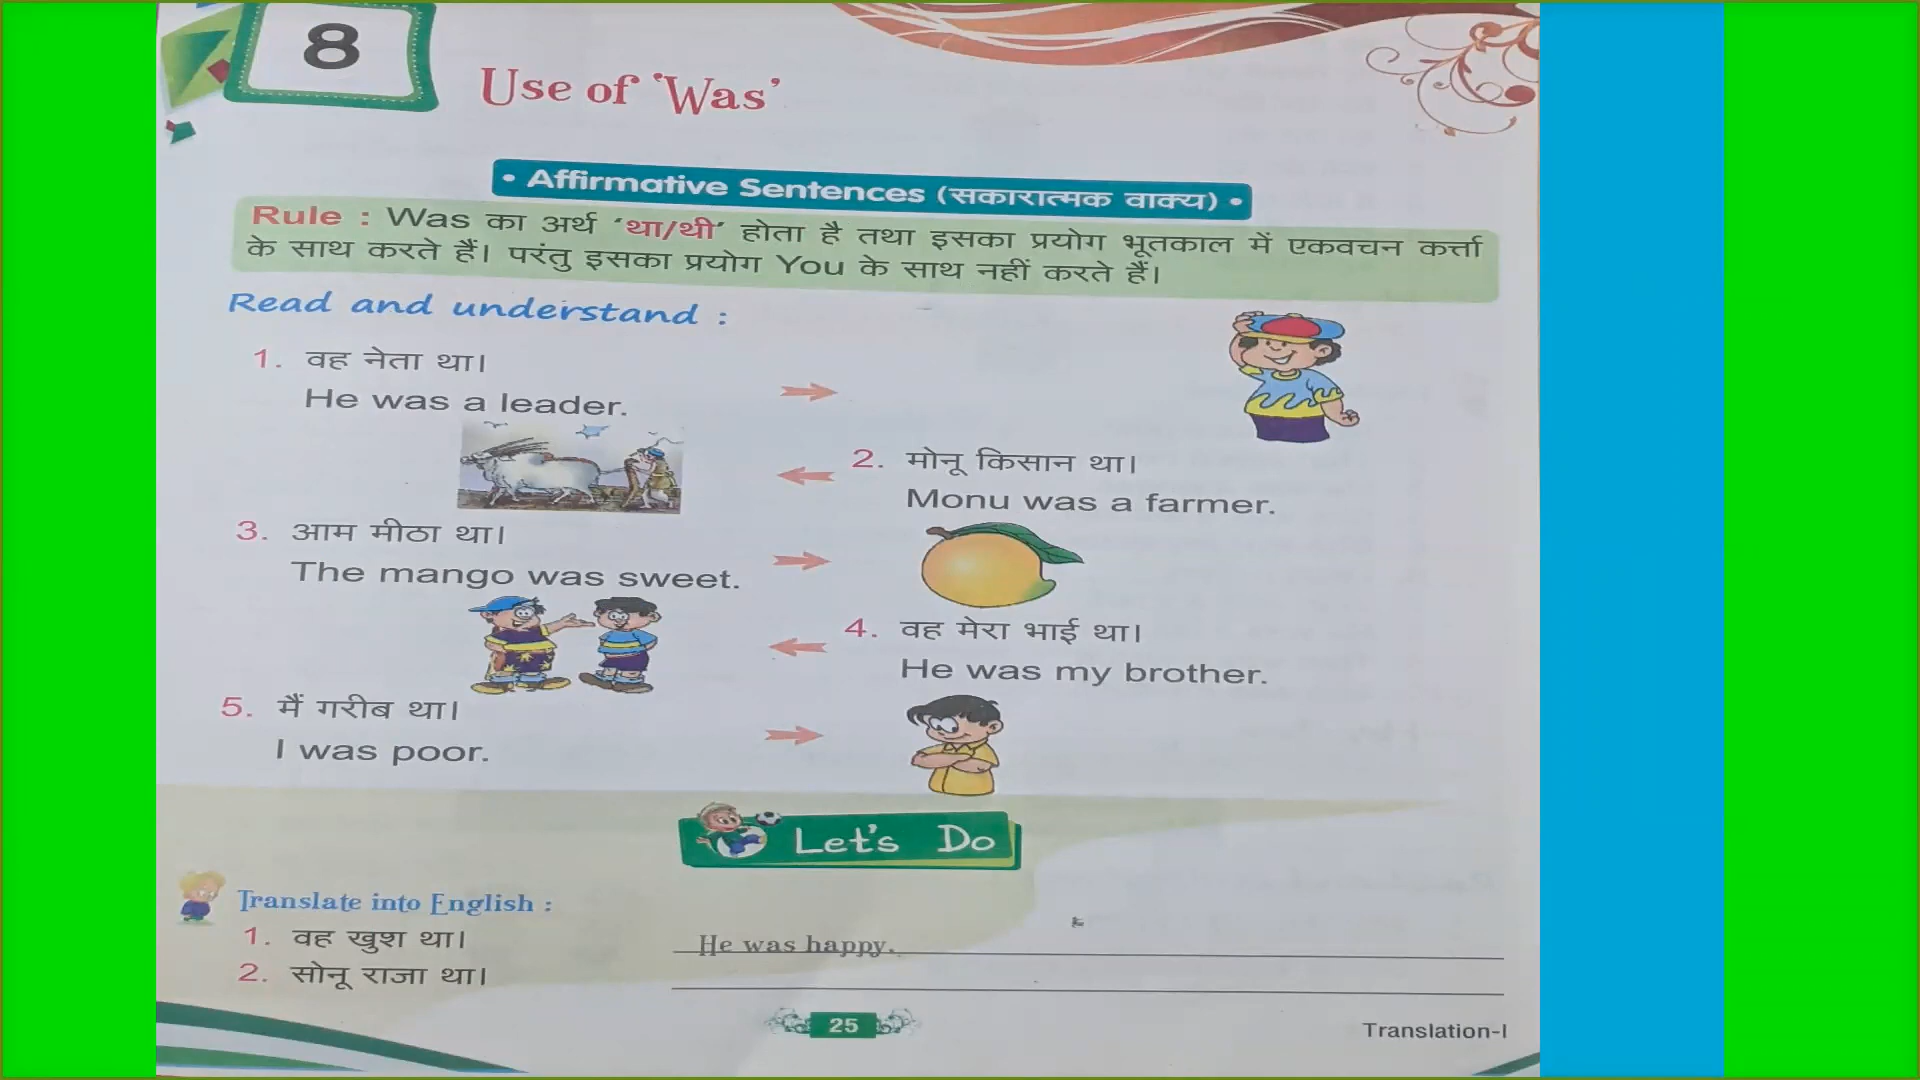 8
Use of 'Was'
• Affirmative Sentences (सकारात्मक वाक्य) •
Rule : Was का अर्थ 'था/थी' होता है तथा इसका प्रयोग भूतकाल में एकवचन कर्त्ता
के साथ करते हैं। परंतु इसका प्रयोग You के साथ नहीं करते हैं।
Read and understand :
1. वह नेता था।
He was a leader.
2. मोनू किसान था।
Monu was a farmer.
3. आम मीठा था।
The mango was sweet.
4. वह मेरा भाई था।
He was my brother.
5. मैं गरीब था।
I was poor.
Let's Do
Translate into English :
1. वह खुश था। He was happy.
2. सोनू राजा था।
25
Translation-I